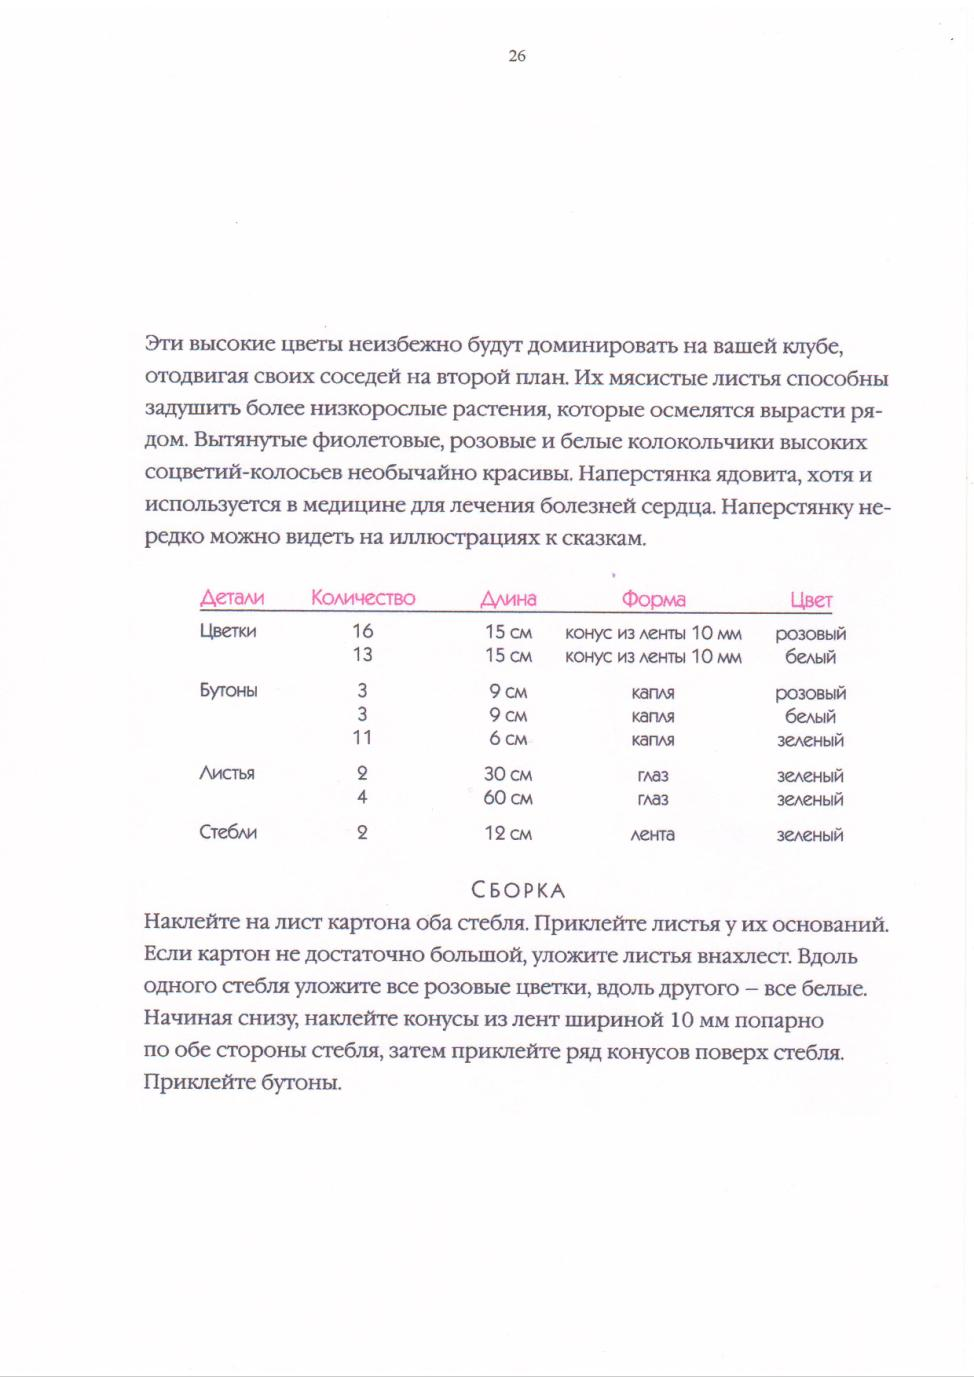 26
Эти высокие цветы неизбежно будут доминировать на вашей клубе,
отодвигая своих соседей на второй план. Их мясистые листья способны
задушить более низкорослые растения, которые осмелятся вырасти ря-
дом. Вытянутые фиолетовые, розовые и белые колокольчики высоких
соцветий-колосьев необычайно красивы. Наперстянка ядовита, хотя и
используется в медицине для лечения болезней сердца. Наперстянку не-
редко можно видеть на иллюстрациях к сказкам.
Детали Количество Длина Форма Цвет
Цветки 16 15 см конус из ленты 10 мм розовый
13 15 см конус из ленты 10 мм белый
Бутоны 3 9 см капля розовый
3 9 см капля белый
11 6 см капля зеленый
Листья 2 30 см глаз зеленый
4 60 см глаз зеленый
Стебли 2 12 см лента зеленый
СБОРКА
Наклейте на лист картона оба стебля. Приклейте листья у их оснований.
Если картон не достаточно большой, уложите листья внахлест. Вдоль
одного стебля уложите все розовые цветки, вдоль другого – все белые.
Начиная снизу, наклейте конусы из лент шириной 10 мм попарно
по обе стороны стебля, затем приклейте ряд конусов поверх стебля.
Приклейте бутоны.